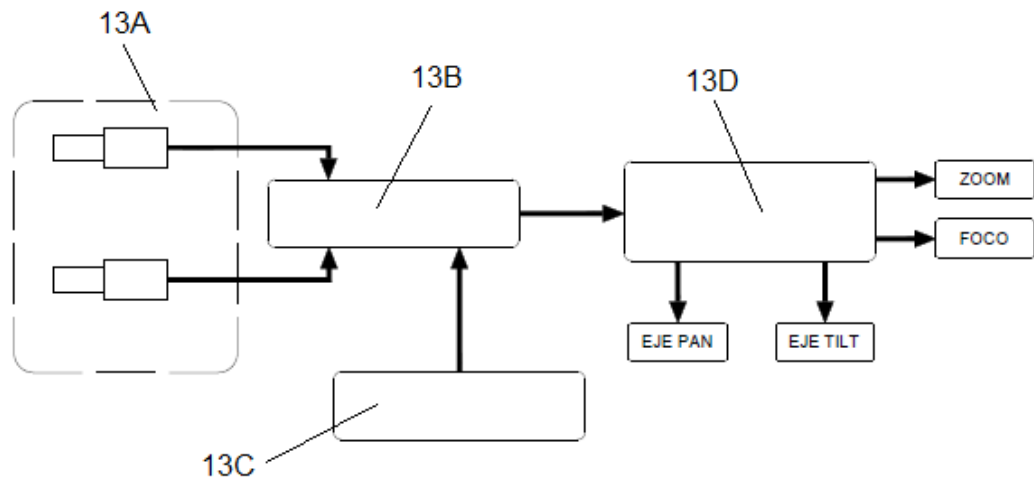 13A
13B
13D
ZOOM
FOCO
EJE PAN
EJE TILT
13C